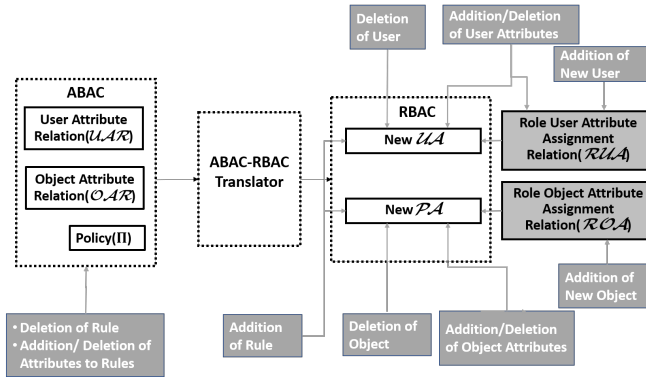 Deletion
of User
Addition/Deletion
of User Attributes
Addition of
New User
ABAC
User Attribute
Relation(𝒰𝒜ℛ)
Object Attribute
Relation(𝒪𝒜ℛ)
Policy(Π)
ABAC-RBAC
Translator
RBAC
New 𝒰𝒜
New 𝒫𝒜
Role User Attribute
Assignment
Relation(ℛ𝒰𝒜)
Role Object Attribute
Assignment
Relation(ℛ𝒪𝒜)
• Deletion of Rule
• Addition/ Deletion of
Attributes to Rules
Addition
of Rule
Deletion of
Object
Addition/Deletion
of Object Attributes
Addition of
New Object